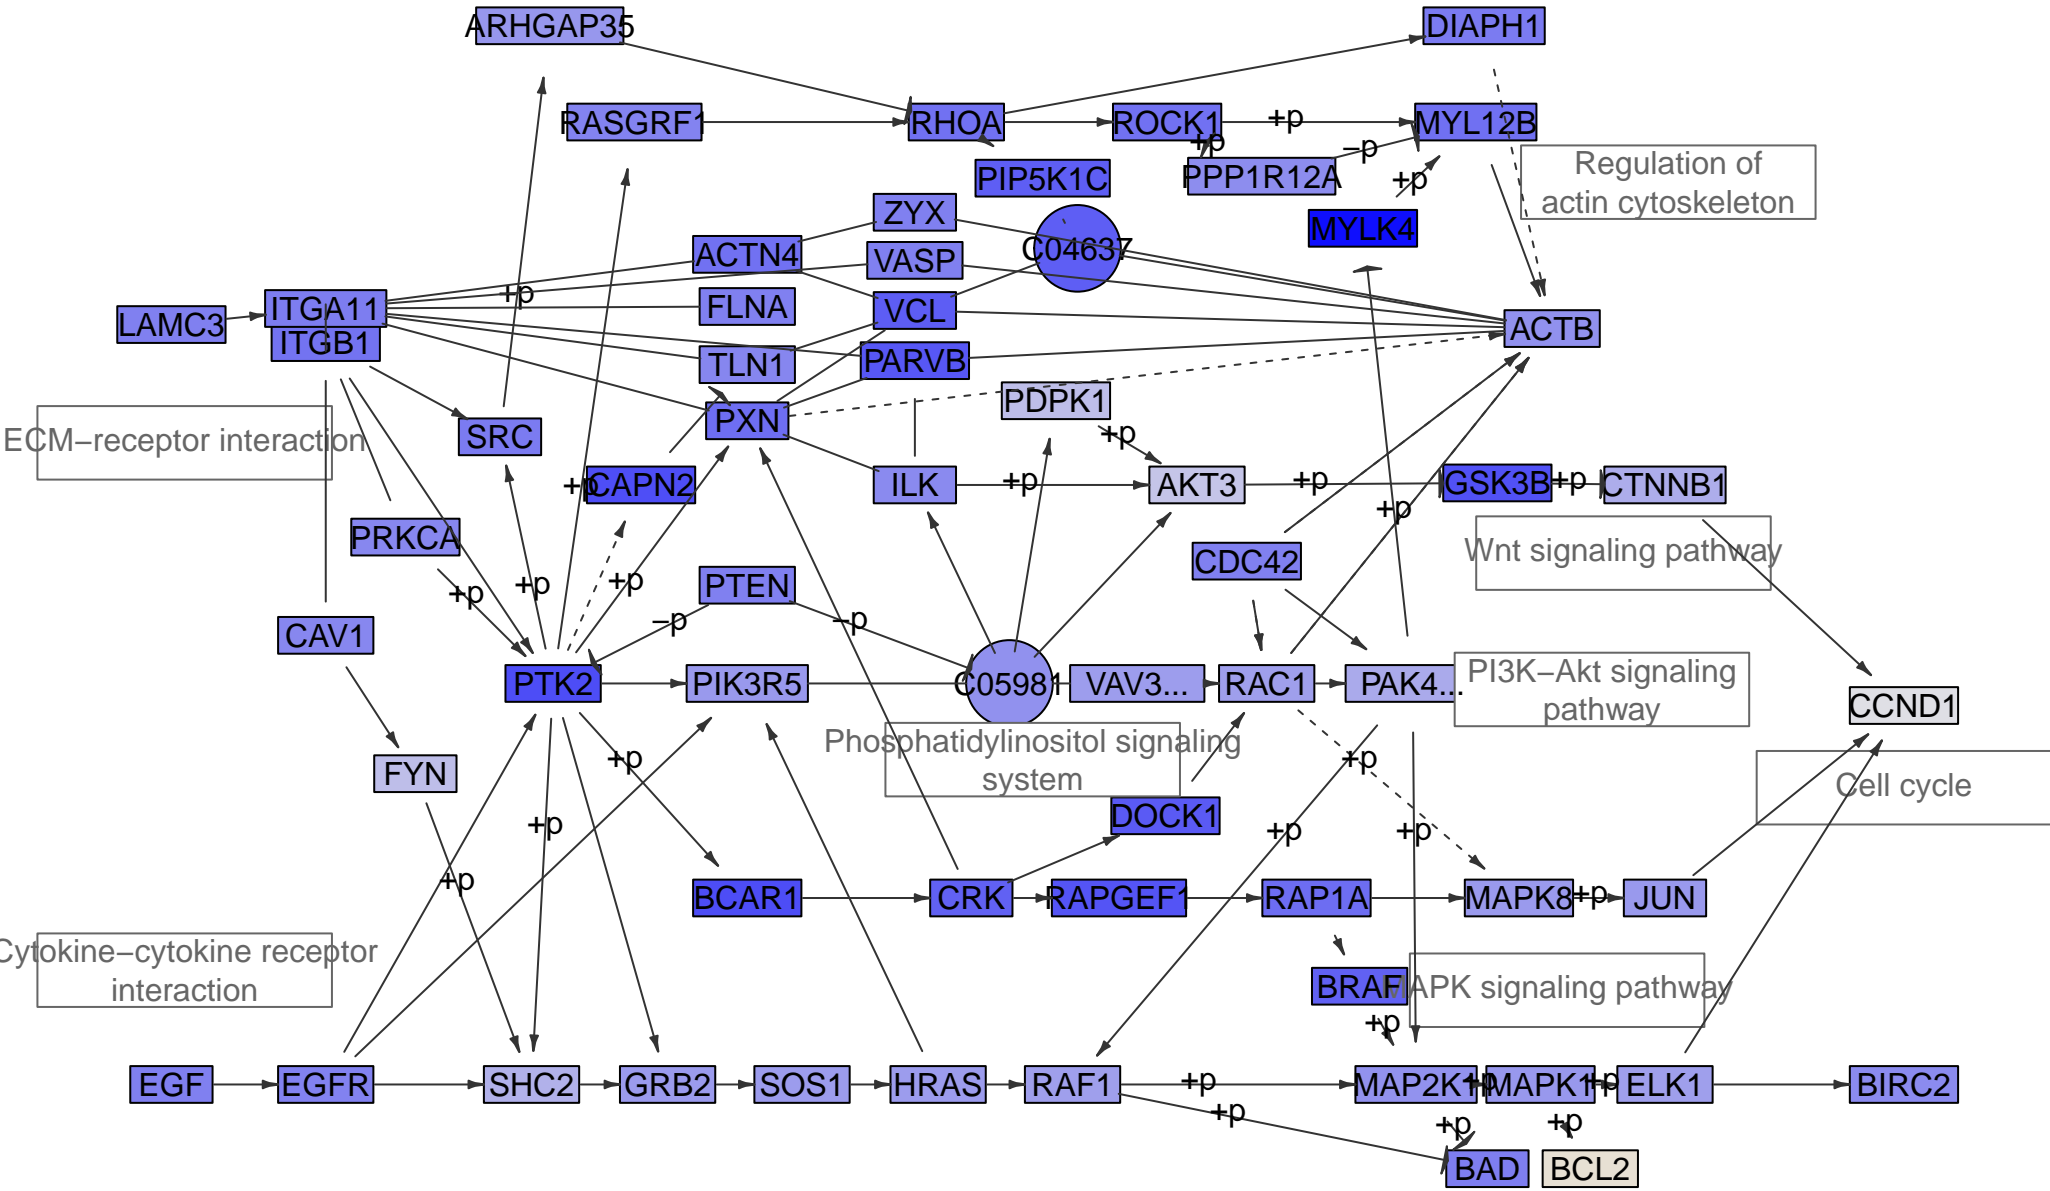 ARHGAP35
DIAPH1
RASGRF1
RHOA
ROCK1
+p
MYL12B
+p
−p
PIP5K1C
PPP1R12A
+p
Regulation of
actin cytoskeleton
ZYX
MYLK4
ACTN4
VASP
C04637
+p
ITGA11
FLNA
VCL
LAMC3
ITGB1
ACTB
TLN1
PARVB
PDPK1
PXN
+p
ECM−receptor interaction
SRC
+p
CAPN2
ILK
+p
AKT3
+p
GSK3B
+p
CTNNB1
+p
PRKCA
Wnt signaling pathway
CDC42
+p
+p
+p
PTEN
−p
−p
CAV1
PTK2
PIK3R5
C05981
VAV3...
RAC1
PAK4...
PI3K−Akt signaling
pathway
CCND1
Phosphatidylinositol signaling
system
+p
+p
FYN
Cell cycle
+p
DOCK1
+p
+p
+p
BCAR1
CRK
RAPGEF1
RAP1A
MAPK8
+p
JUN
Cytokine−cytokine receptor
interaction
BRAF
MAPK signaling pathway
+p
EGF
EGFR
SHC2
GRB2
SOS1
HRAS
RAF1
+p
MAP2K1
+p
MAPK1
+p
ELK1
BIRC2
+p
+p
+p
BAD
BCL2